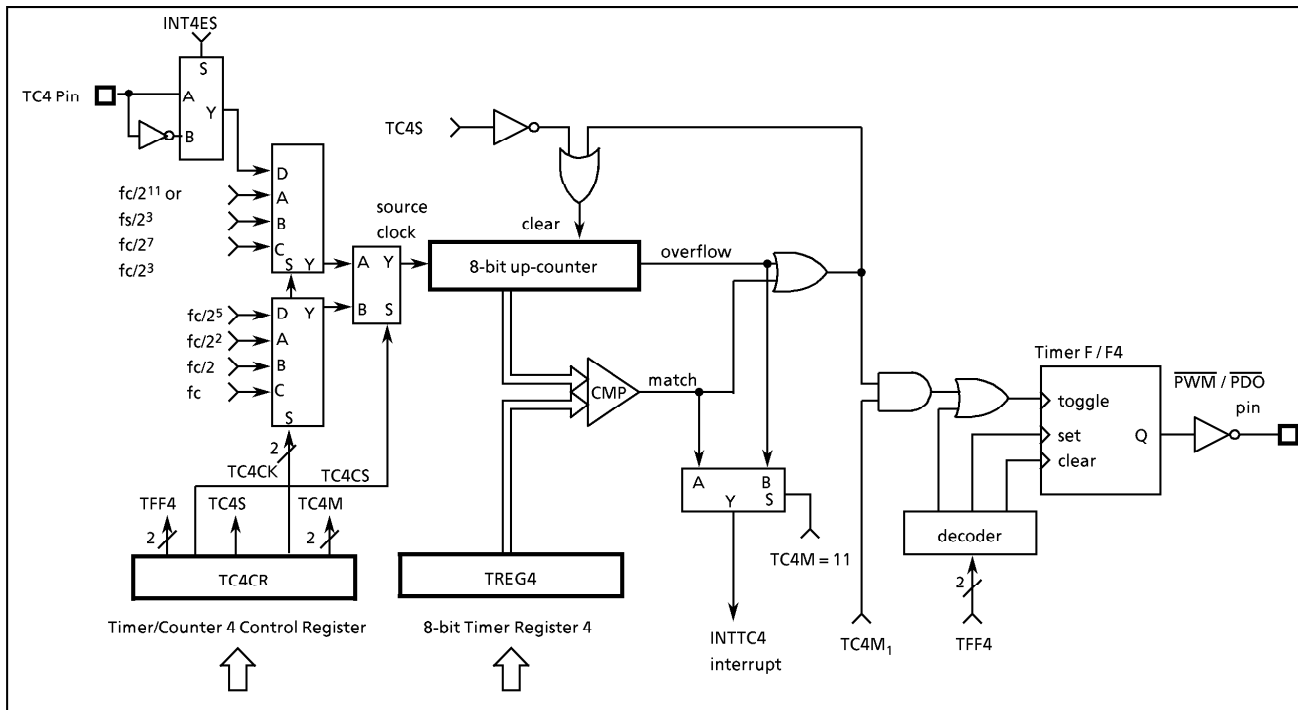 INT4ES
S
TC4 Pin
A
Y
B
TC4S
D
fc/2¹¹ or
A
fs/2³
B
fc/2⁷
C
fc/2³
S Y
source
clock
clear
A Y
8-bit up-counter
overflow
B S
fc/2⁵
D Y
fc/2²
A
fc/2
B
fc
C
S
CMP
match
Timer F / F4
toggle
set
Q
clear
PWM / PDO
pin
2
TC4CK
TC4CS
A B
Y S
TFF4
TC4S
TC4M
2
2
TC4M = 11
decoder
TC4CR
TREG4
2
Timer/Counter 4 Control Register
8-bit Timer Register 4
INTTC4
interrupt
TC4M₁
TFF4